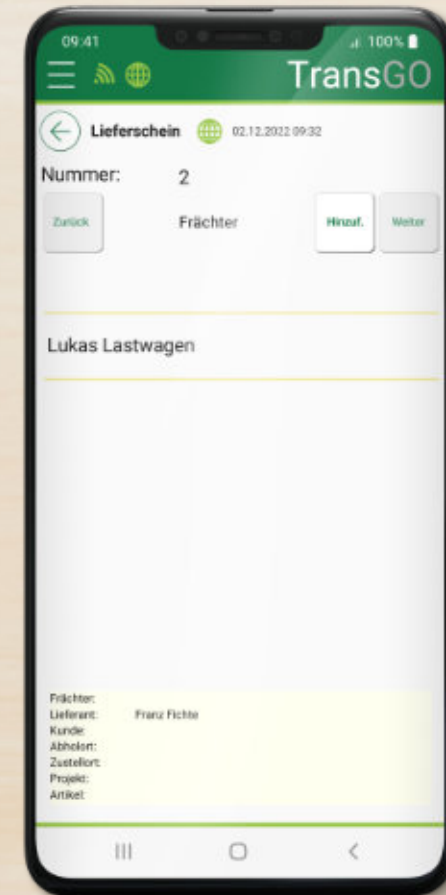 09:41 100%
TransGO
Lieferschein 02.12.2022 09:32
Nummer: 2
Zurück Frächter Hinzuf. Weiter
Lukas Lastwagen
Frächter:
Lieferant: Franz Fichte
Kunde:
Abholort:
Zustellort:
Projekt:
Artikel: